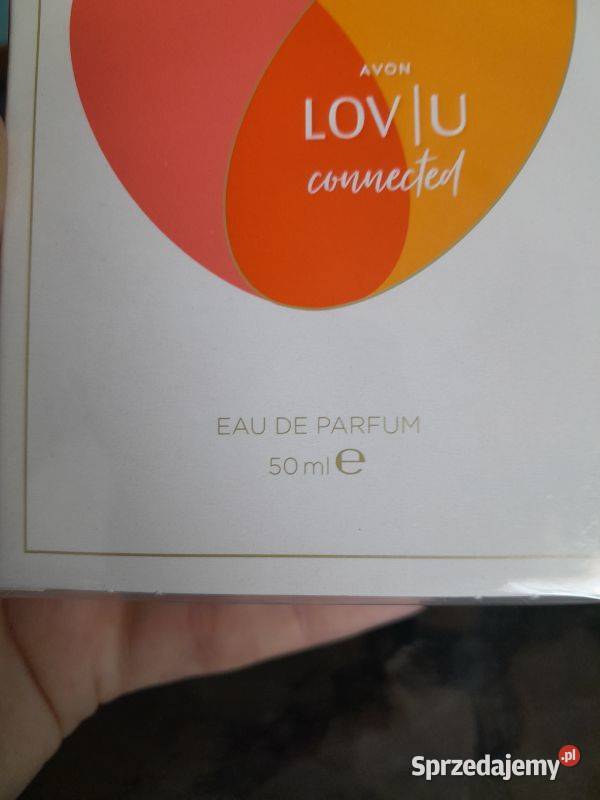 AVON
LOV|U
connected
EAU DE PARFUM
50 ml ℮
Sprzedajemy.pl